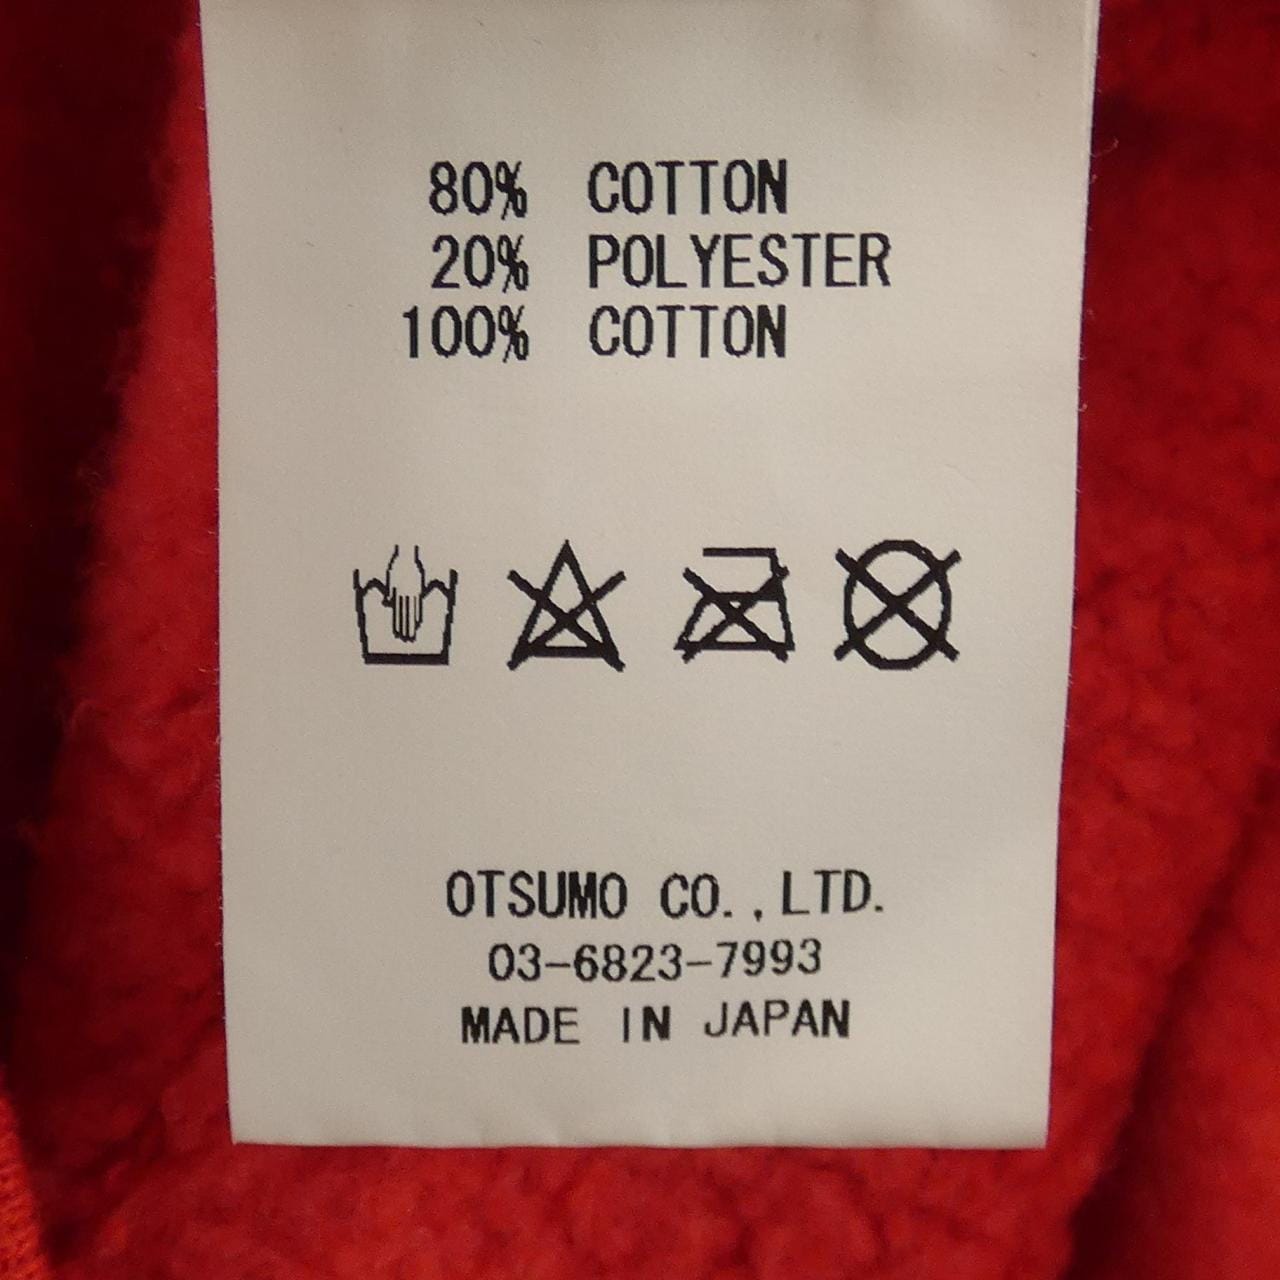 80% COTTON
20% POLYESTER
100% COTTON
OTSUMO CO.,LTD.
03-6823-7993
MADE IN JAPAN